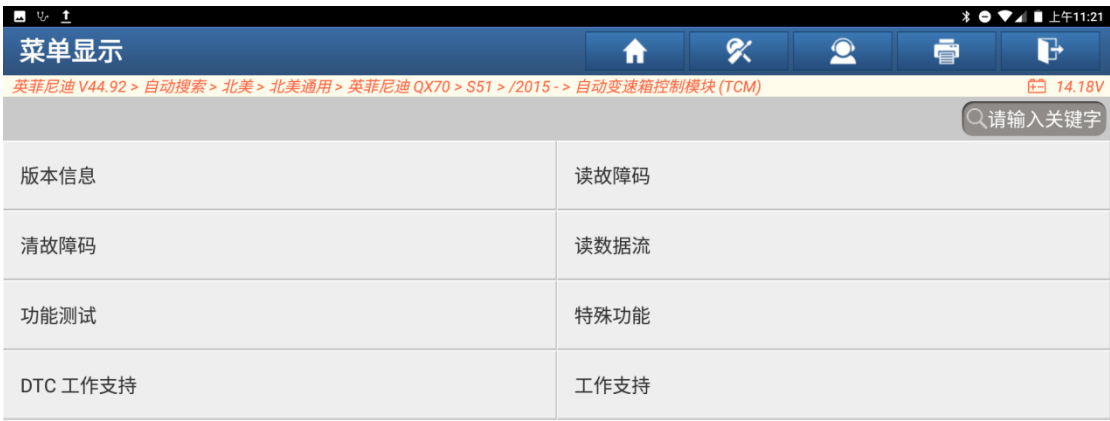 上午11:21
菜单显示
英菲尼迪 V44.92 > 自动搜索 > 北美 > 北美通用 > 英菲尼迪 QX70 > S51 > /2015 - > 自动变速箱控制模块 (TCM) 14.18V
请输入关键字
版本信息 读故障码
清故障码 读数据流
功能测试 特殊功能
DTC 工作支持 工作支持